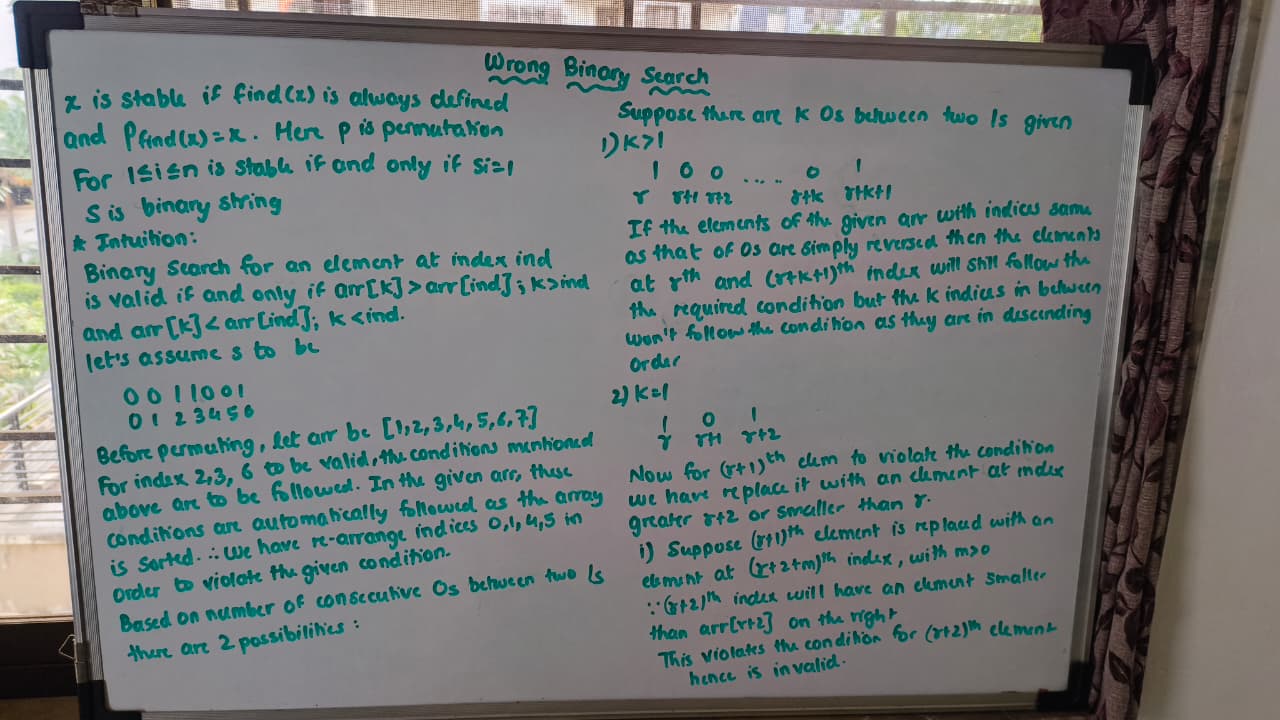 Wrong Binary Search
x is stable if find(x) is always defined
and Pfind(x)=x. Here P is permutation
For 1≤i≤n is stable if and only if Si=1
S is binary string
* Intuition:
Binary Search for an element at index ind
is valid if and only if arr[k]>arr[ind]; k>ind
and arr[k]<arr[ind]; k<ind.
let's assume s to be
0 0 1 1 0 0 1
0 1 2 3 4 5 6
Before permuting, let arr be [1,2,3,4,5,6,7]
For index 2,3, 6 to be valid, the conditions mentioned
above are to be followed. In the given arr, these
conditions are automatically followed as the array
is sorted. ∴ we have re-arrange indices 0,1,4,5 in
order to violate the given condition.
Based on number of consecutive 0s between two 1s
there are 2 possibilities :
Suppose there are K 0s between two 1s given
1) K>1
1 0 0 .... 0 1
r r+1 r+2 r+k r+k+1
If the elements of the given arr with indices same
as that of 0s are simply reversed then the elements
at rth and (r+k+1)th index will still follow the
the required condition but the k indices in between
won't follow the condition as they are in descending
order
2) K=1
1 0 1
r r+1 r+2
Now for (r+1)th elem to violate the condition
we have replace it with an element at index
greater r+2 or smaller than r.
i) Suppose (r+1)th element is replaced with an
element at (r+2+m)th index, with m>0
∵ (r+2)th index will have an element smaller
than arr[r+2] on the right
This violates the condition for (r+2)th element
hence is invalid.